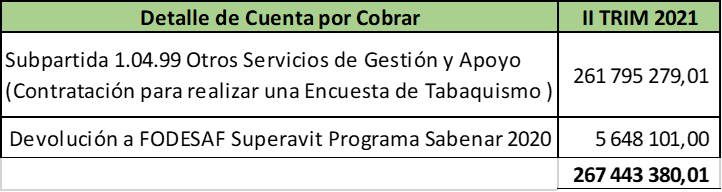 Detalle de Cuenta por Cobrar II TRIM 2021
Subpartida 1.04.99 Otros Servicios de Gestión y Apoyo
(Contratación para realizar una Encuesta de Tabaquismo ) 261 795 279,01
Devolución a FODESAF Superavit Programa Sabenar 2020 5 648 101,00
267 443 380,01